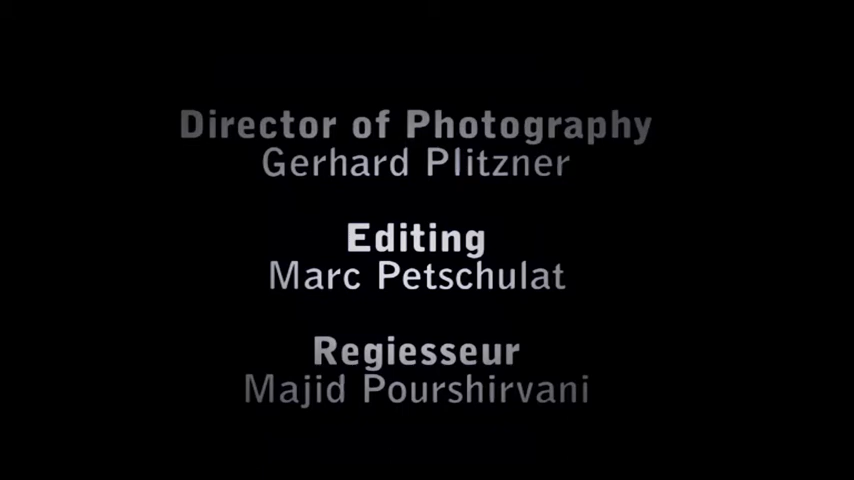 Director of Photography
Gerhard Plitzner
Editing
Marc Petschulat
Regiesseur
Majid Pourshirvani